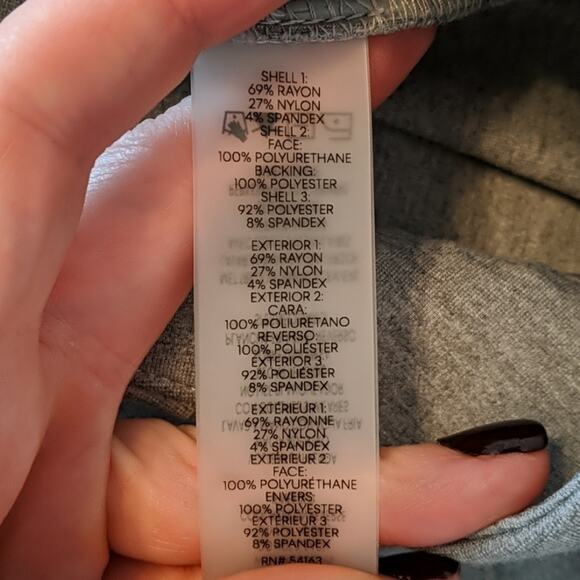 SHELL 1:
69% RAYON
27% NYLON
4% SPANDEX
SHELL 2:
FACE:
100% POLYURETHANE
BACKING:
100% POLYESTER
SHELL 3:
92% POLYESTER
8% SPANDEX
EXTERIOR 1:
69% RAYON
27% NYLON
4% SPANDEX
EXTERIOR 2:
CARA:
100% POLIURETANO
REVERSO:
100% POLIÉSTER
EXTERIOR 3:
92% POLIÉSTER
8% SPANDEX
EXTÉRIEUR 1:
69% RAYONNE
27% NYLON
4% SPANDEX
EXTÉRIEUR 2:
FACE:
100% POLYURÉTHANE
ENVERS:
100% POLYESTER
EXTÉRIEUR 3
92% POLYESTER
8% SPANDEX
RN# 54163